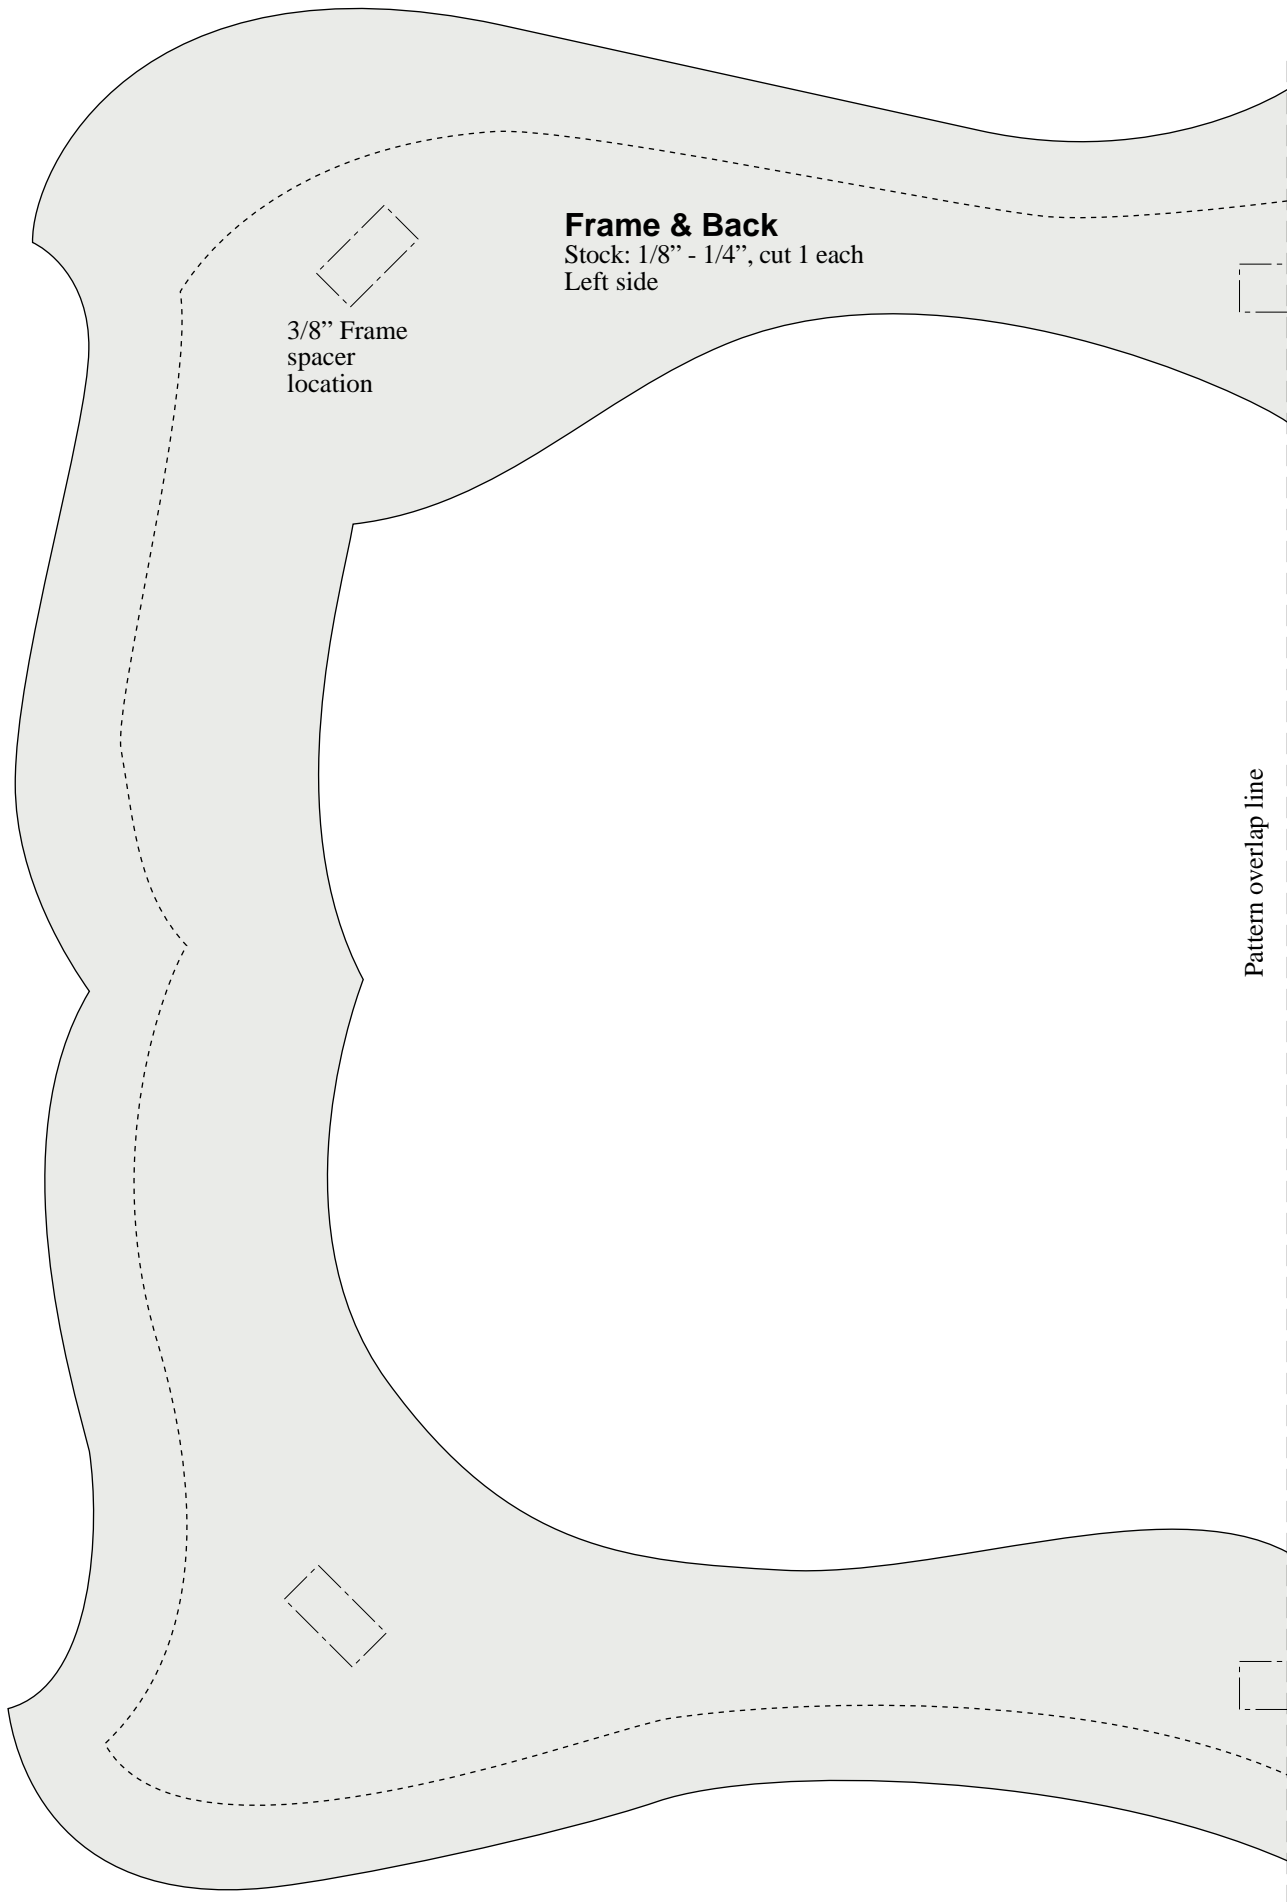 Frame & Back
Stock: 1/8” - 1/4”, cut 1 each
Left side
3/8” Frame
spacer
location
Pattern overlap line